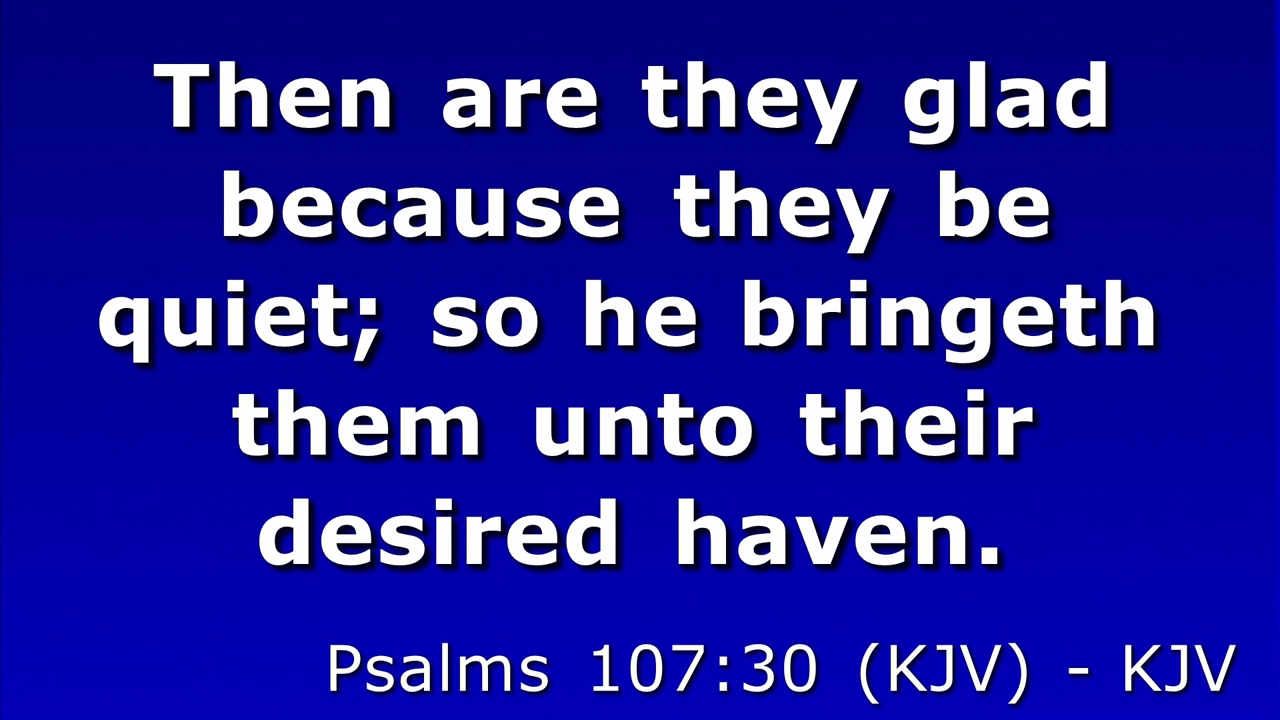 Then are they glad
because they be
quiet; so he bringeth
them unto their
desired haven.
Psalms 107:30 (KJV) - KJV